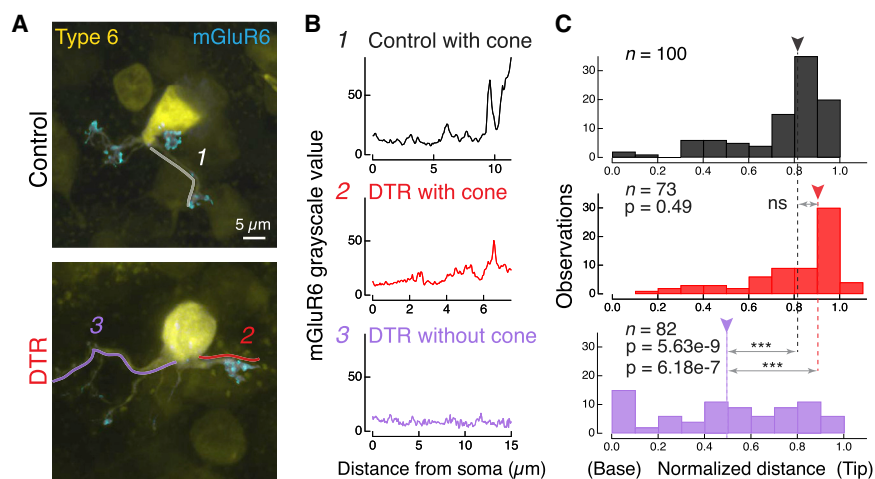 A
Type 6
mGluR6
Control
1
5 µm
DTR
3
2
B
1 Control with cone
mGluR6 grayscale value
50
0
0
5
10
2 DTR with cone
50
0
0
2
4
6
3 DTR without cone
50
0
0
5
10
15
Distance from soma (µm)
C
Observations
n = 100
30
20
10
0
0.0
0.2
0.4
0.6
0.8
1.0
n = 73
p = 0.49
ns
30
20
10
0
0.0
0.2
0.4
0.6
0.8
1.0
n = 82
p = 5.63e-9
p = 6.18e-7
***
***
30
20
10
0
0.0
0.2
0.4
0.6
0.8
1.0
(Base) Normalized distance (Tip)